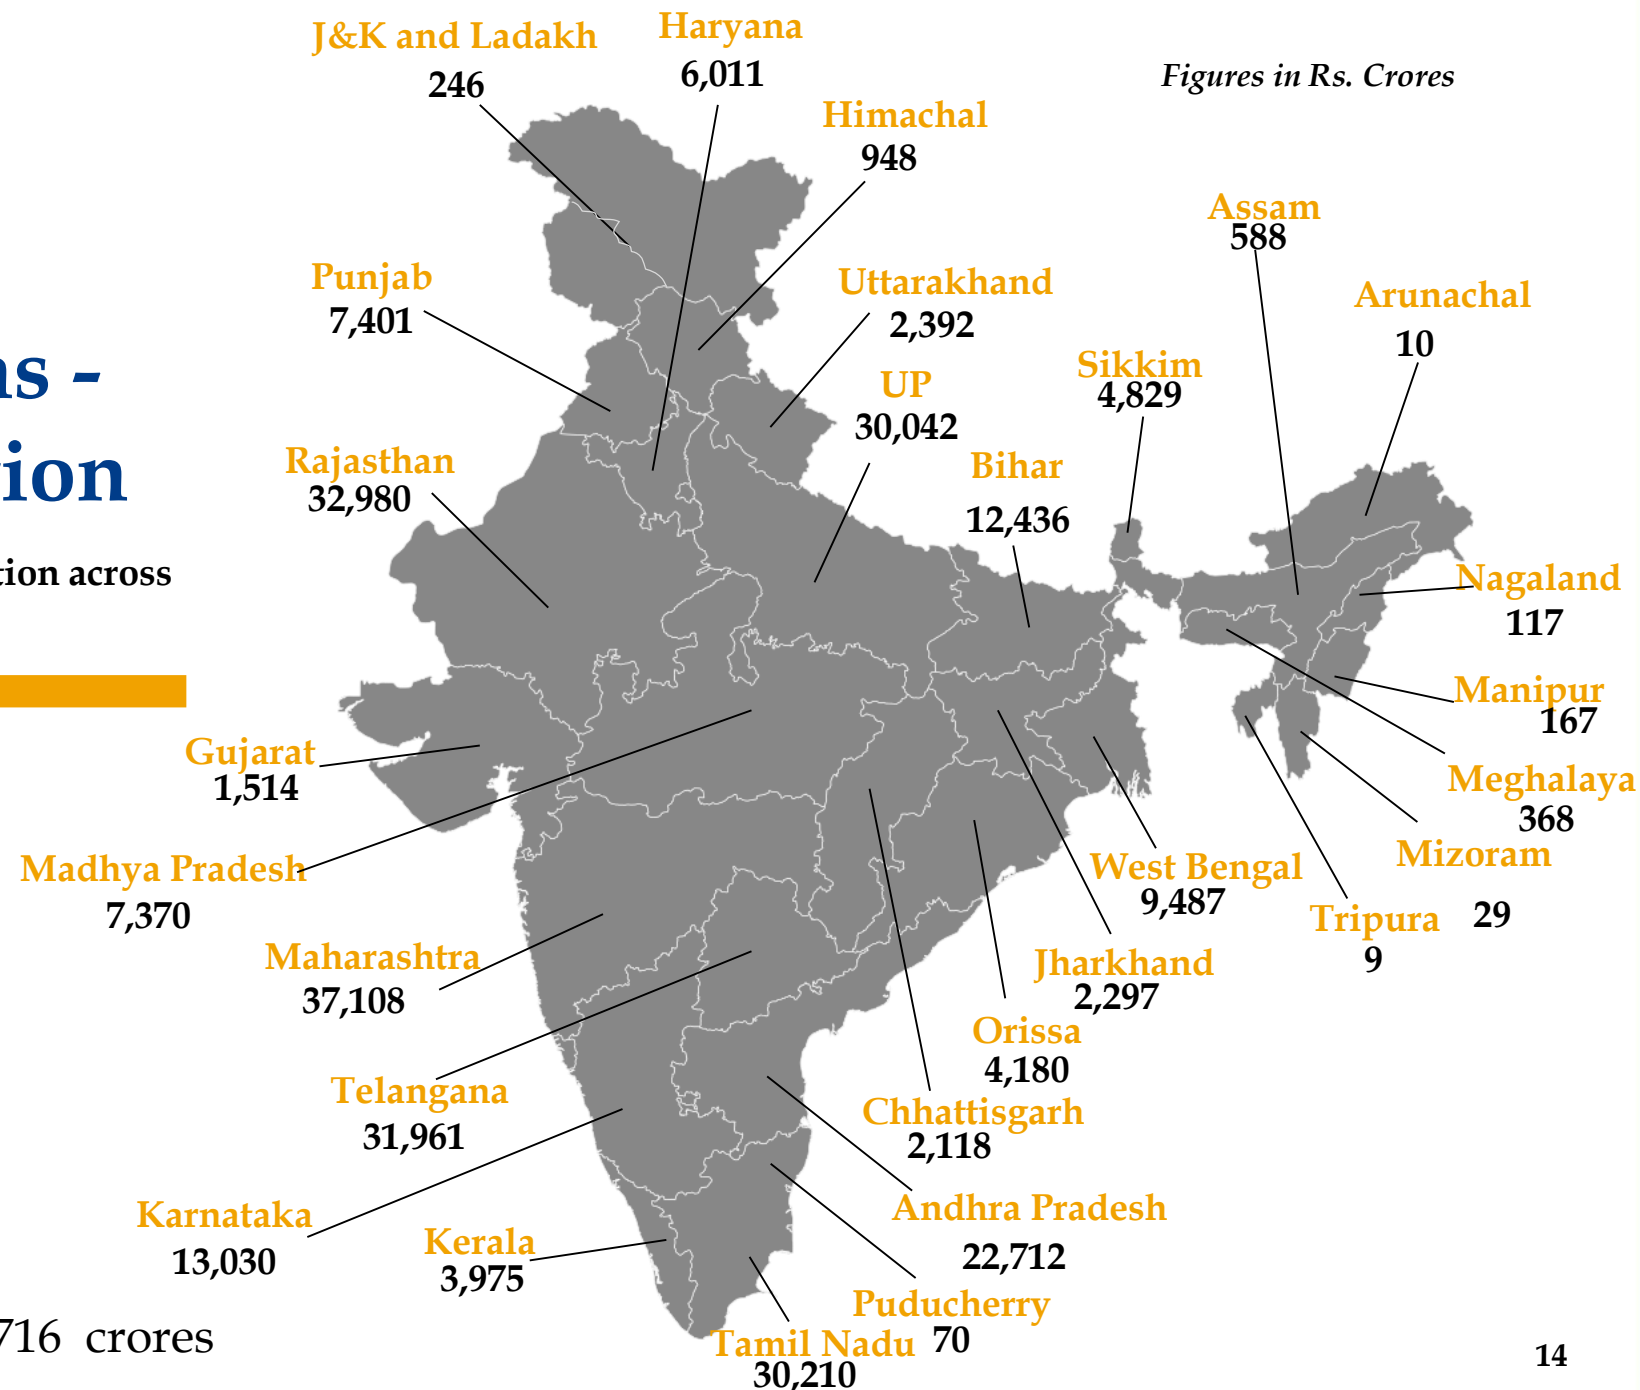 J&K and Ladakh
246
Haryana
6,011
Figures in Rs. Crores
Himachal
948
Assam
588
Punjab
7,401
Uttarakhand
2,392
Arunachal
10
Sikkim
4,829
UP
30,042
Rajasthan
32,980
Bihar
12,436
Nagaland
117
Manipur
167
Gujarat
1,514
Meghalaya
368
Madhya Pradesh
7,370
Mizoram
29
West Bengal
9,487
Tripura
9
Maharashtra
37,108
Jharkhand
2,297
Orissa
4,180
Telangana
31,961
Chhattisgarh
2,118
Karnataka
13,030
Andhra Pradesh
22,712
Kerala
3,975
Puducherry
70
Tamil Nadu
30,210
across
crores
14